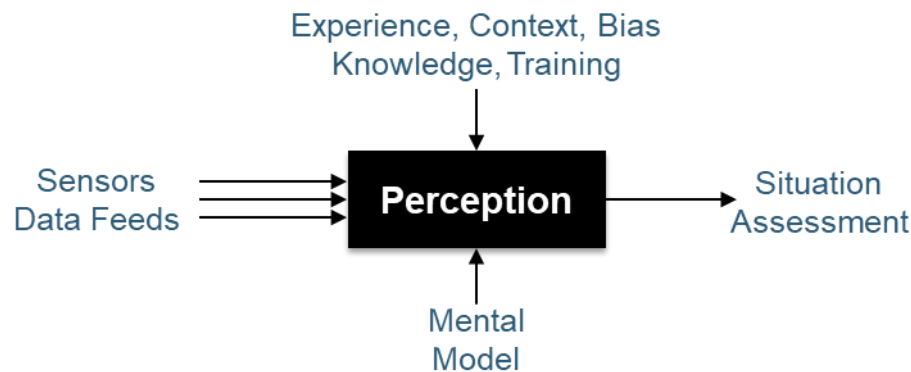 Experience, Context, Bias
Knowledge, Training
Sensors
Data Feeds
Perception
Situation
Assessment
Mental
Model